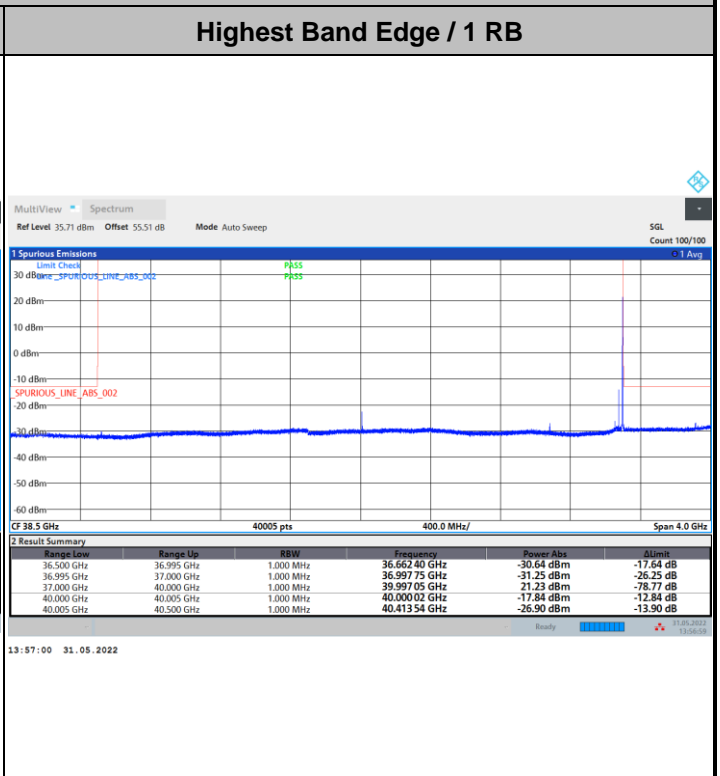 Highest Band Edge / 1 RB
MultiView Spectrum
Ref Level 35.71 dBm Offset 55.51 dB Mode Auto Sweep SGL
Count 100/100
1 Spurious Emissions 1 Avg
Limit Check PASS
30 dBm Line _SPURIOUS_LINE_ABS_002 PASS
20 dBm
10 dBm
0 dBm
-10 dBm
_SPURIOUS_LINE_ABS_002
-20 dBm
-30 dBm
-40 dBm
-50 dBm
-60 dBm
CF 38.5 GHz 40005 pts 400.0 MHz/ Span 4.0 GHz
2 Result Summary
Range Low Range Up RBW Frequency Power Abs ΔLimit
36.500 GHz 36.995 GHz 1.000 MHz 36.662 40 GHz -30.64 dBm -17.64 dB
36.995 GHz 37.000 GHz 1.000 MHz 36.997 75 GHz -31.25 dBm -26.25 dB
37.000 GHz 40.000 GHz 1.000 MHz 39.997 05 GHz 21.23 dBm -78.77 dB
40.000 GHz 40.005 GHz 1.000 MHz 40.000 02 GHz -17.84 dBm -12.84 dB
40.005 GHz 40.500 GHz 1.000 MHz 40.413 54 GHz -26.90 dBm -13.90 dB
Ready 31.05.2022
13:56:59
13:57:00 31.05.2022